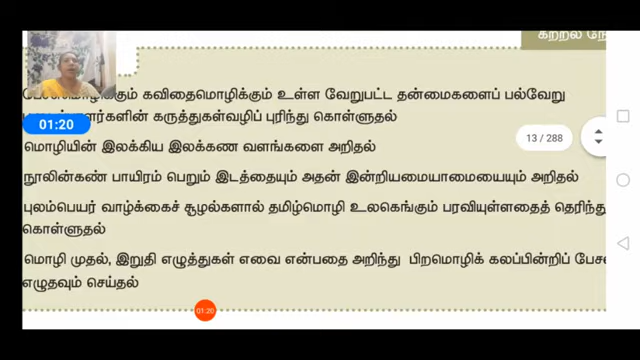 கற்றல் நே
கவிதைமொழிக்கும் உள்ள வேறுபட்ட தன்மைகளைப் பல்வேறு
கருத்துகள்வழிப் புரிந்து கொள்ளுதல்
01:20
13 / 288
மொழியின் இலக்கிய இலக்கண வளங்களை அறிதல்
நூலின்கண் பாயிரம் பெறும் இடத்தையும் அதன் இன்றியமையாமையையும் அறிதல்
புலம்பெயர் வாழ்க்கைச் சூழல்களால் தமிழ்மொழி உலகெங்கும் பரவியுள்ளதைத் தெரிந்து
கொள்ளுதல்
மொழி முதல், இறுதி எழுத்துகள் எவை என்பதை அறிந்து பிறமொழிக் கலப்பின்றிப் பேச
எழுதவும் செய்தல்
01:20